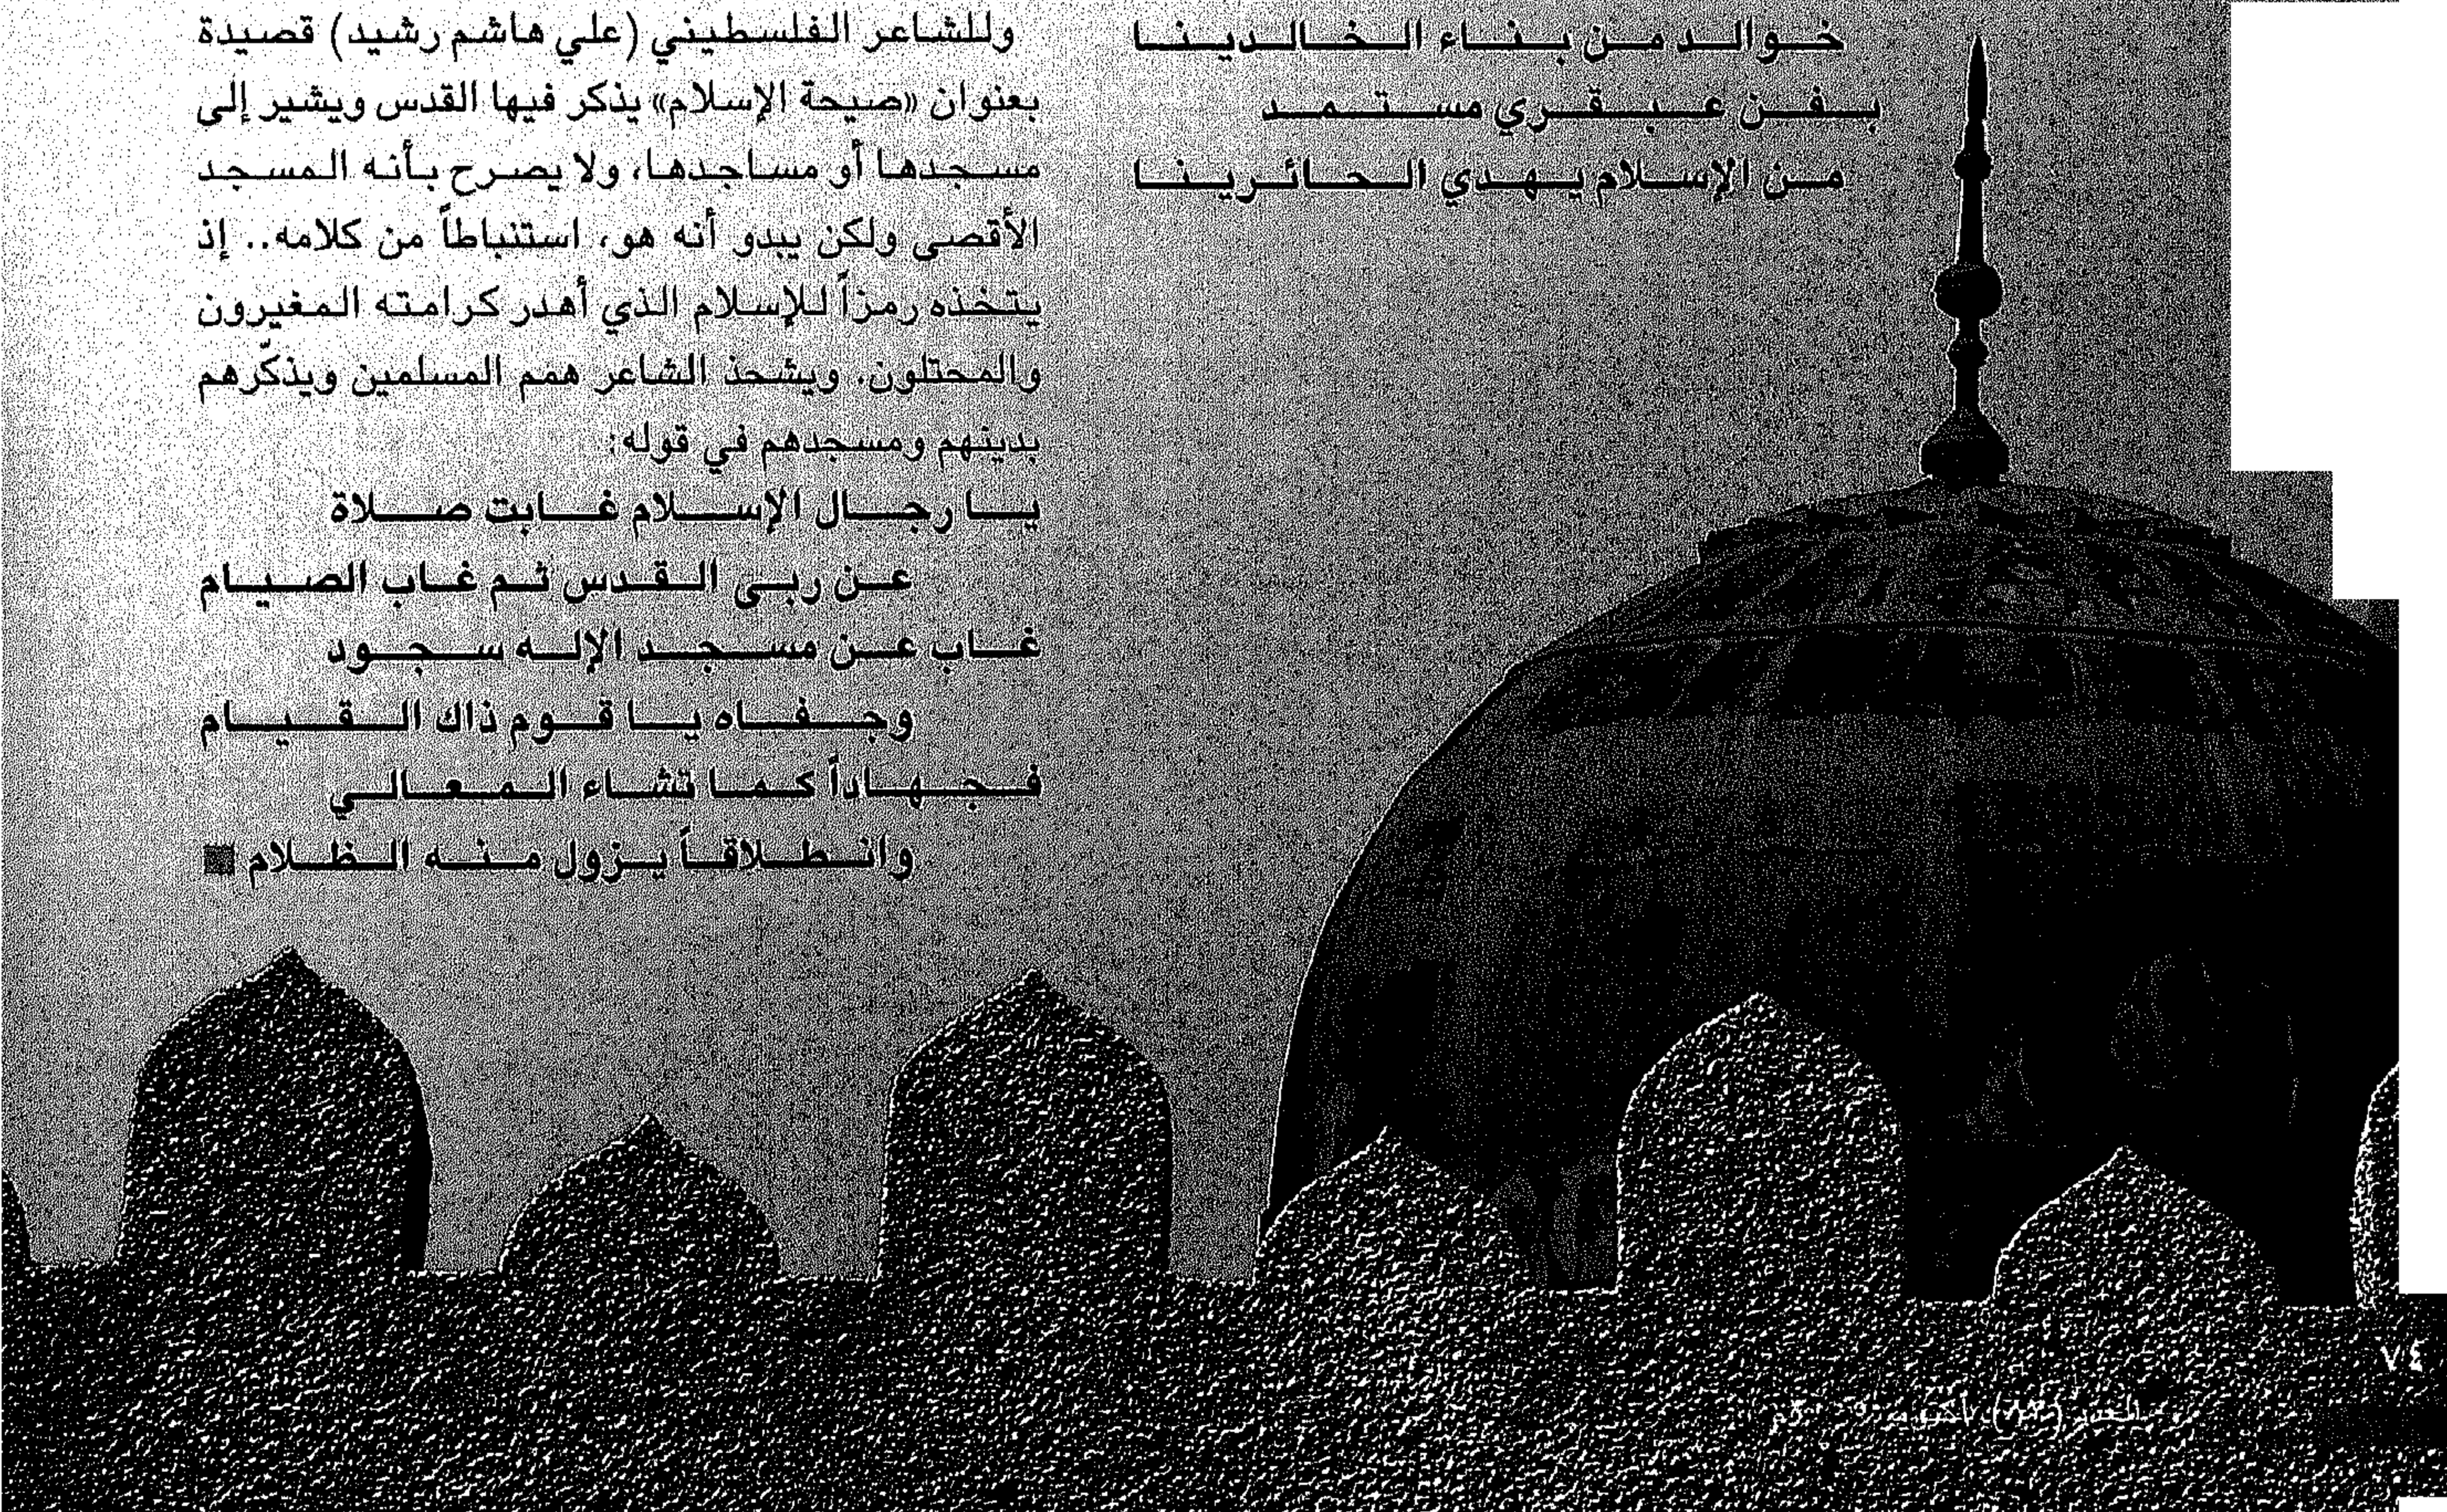 خوالد من بناء الخالدينا
بفن عبقري مستمد
من الإسلام يهدي الحائرينا
وللشاعر الفلسطيني (علي هاشم رشيد) قصيدة
بعنوان «صيحة الإسلام» يذكر فيها القدس ويشير إلى
مسجدها أو مساجدها، ولا يصرح بأنه المسجد
الأقصى ولكن يبدو أنه هو، استنباطاً من كلامه.. إذ
يتخذه رمزاً للإسلام الذي أهدر كرامته المغيرون
والمحتلون. ويشحذ الشاعر همم المسلمين ويذكّرهم
بدينهم ومسجدهم في قوله:
يا رجال الإسلام غابت صلاة
عن ربى القدس ثم غاب الصيام
غاب عن مسجد الإله سجود
وجفاه يا قوم ذاك القيام
فجهاداً كما تشاء المعالي
وانطلاقاً يزول منه الظلام
٧٤
العدد